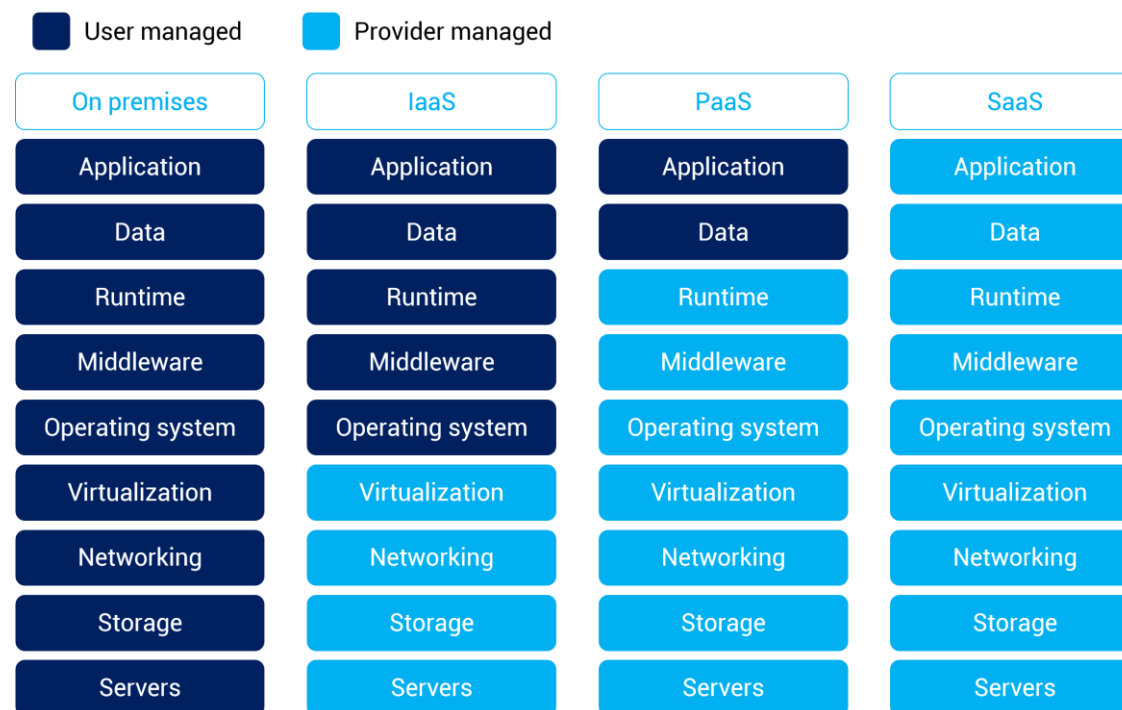 User managed
Provider managed
On premises
IaaS
PaaS
SaaS
Application
Application
Application
Application
Data
Data
Data
Data
Runtime
Runtime
Runtime
Runtime
Middleware
Middleware
Middleware
Middleware
Operating system
Operating system
Operating system
Operating system
Virtualization
Virtualization
Virtualization
Virtualization
Networking
Networking
Networking
Networking
Storage
Storage
Storage
Storage
Servers
Servers
Servers
Servers